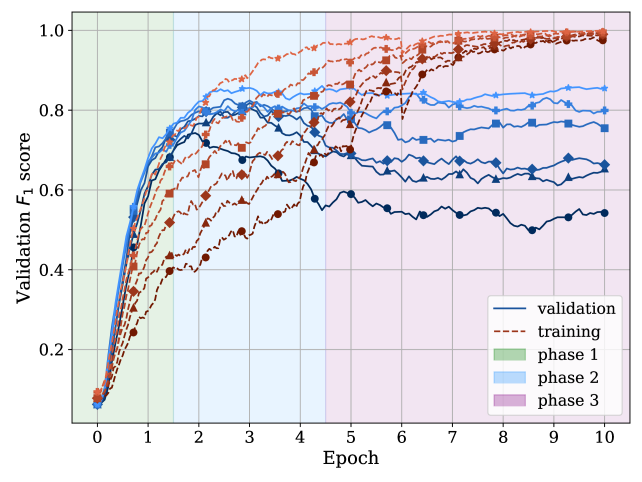 Validation F1 score
1.0
0.8
0.6
0.4
0.2
validation
training
phase 1
phase 2
phase 3
0 1 2 3 4 5 6 7 8 9 10
Epoch